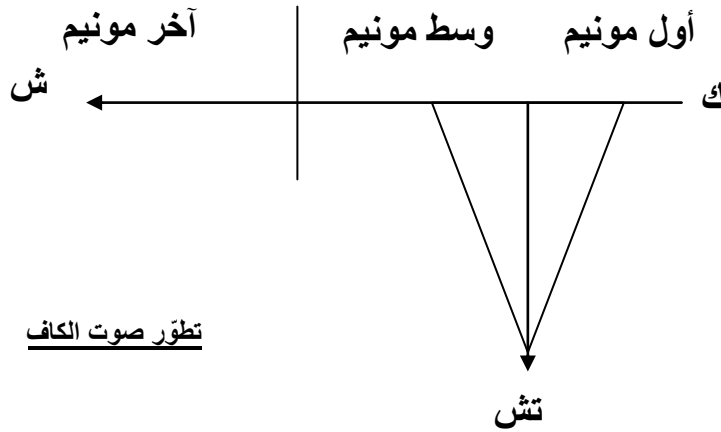 أول مونيم
وسط مونيم
آخر مونيم
ك
ش
تطوّر صوت الكاف
تش